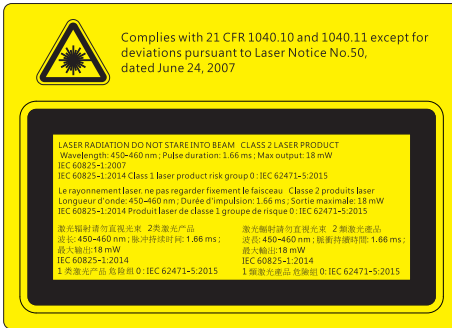 Complies with 21 CFR 1040.10 and 1040.11 except for
deviations pursuant to Laser Notice No.50,
dated June 24, 2007
LASER RADIATION DO NOT STARE INTO BEAM CLASS 2 LASER PRODUCT
Wavelength: 450-460 nm ; Pulse duration: 1.66 ms ; Max output: 18 mW
IEC 60825-1:2007
IEC 60825-1:2014 Class 1 laser product risk group 0 : IEC 62471-5:2015
Le rayonnement laser. ne pas regarder fixement le faisceau Classe 2 produits laser
Longueur d'onde: 450-460 nm ; Durée d'impulsion: 1.66 ms ; Sortie maximale: 18 mW
IEC 60825-1:2014 Produit laser de classe 1 groupe de risque 0 : IEC 62471-5:2015
激光辐射请勿直视光束 2类激光产品
波长: 450-460 nm ; 脉冲持续时间: 1.66 ms ;
最大输出:18 mW
IEC 60825-1:2014
1 类激光产品 危险组 0 : IEC 62471-5:2015
激光輻射請勿直視光束 2 類激光產品
波長: 450-460 nm ; 脈衝持續時間: 1.66 ms ;
最大輸出:18 mW
IEC 60825-1:2014
1 類激光產品 危險組 0 : IEC 62471-5:2015